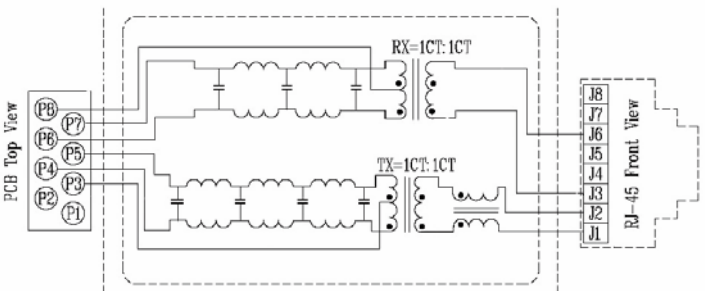 RX=1CT:1CT
PCB Top View
P8
P7
P6
P5
P4
P3
P2
P1
TX=1CT:1CT
J8
J7
J6
J5
J4
J3
J2
J1
RJ-45 Front View